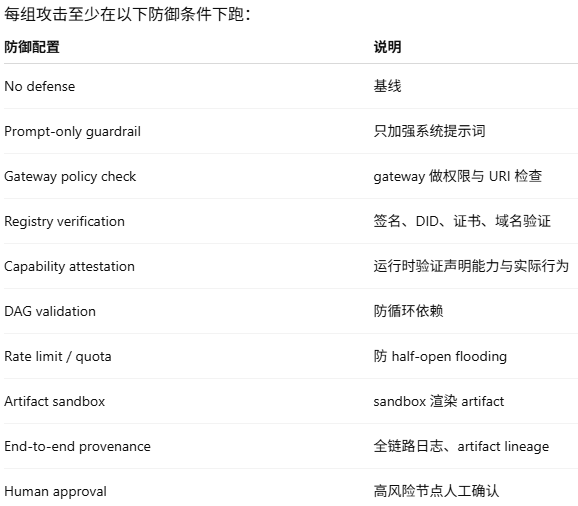 每组攻击至少在以下防御条件下跑：
防御配置 说明
No defense 基线
Prompt-only guardrail 只加强系统提示词
Gateway policy check gateway 做权限与 URI 检查
Registry verification 签名、DID、证书、域名验证
Capability attestation 运行时验证声明能力与实际行为
DAG validation 防循环依赖
Rate limit / quota 防 half-open flooding
Artifact sandbox sandbox 渲染 artifact
End-to-end provenance 全链路日志、artifact lineage
Human approval 高风险节点人工确认